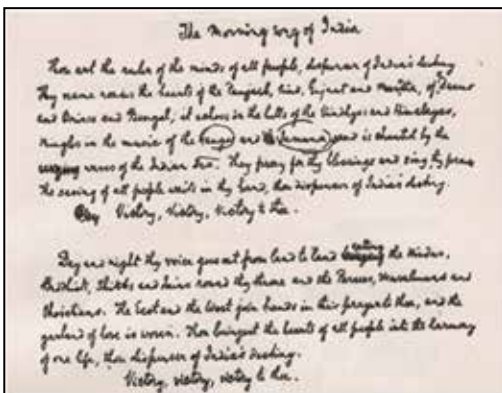 The Morning song of India
Thou art the ruler of the minds of all people, dispenser of India's destiny
Thy name rouses the hearts of the Punjab, Sind, Gujrat and Maratha, of Dravid
and Orissa and Bengal, it echoes in the hills of the Vindhyas and Himalayas,
mingles in the music of the and Jumna and is chanted by the
waves of the Indian Sea. They pray for thy blessings and sing thy praise
the saving of all people waits in thy hand, thou dispenser of India's destiny.
Victory, Victory, Victory to thee.
Day and night thy voice goes out from land to land calling the Hindus,
Buddhists, Sikhs and Jains round thy throne and the Parsees, Musalmans and
Christians. The East and the West join hands in their prayer to thee, and the
garland of love is woven. Thou bringest the hearts of all people into the harmony
of one life, thou dispenser of India's destiny.
Victory, victory, victory to thee.